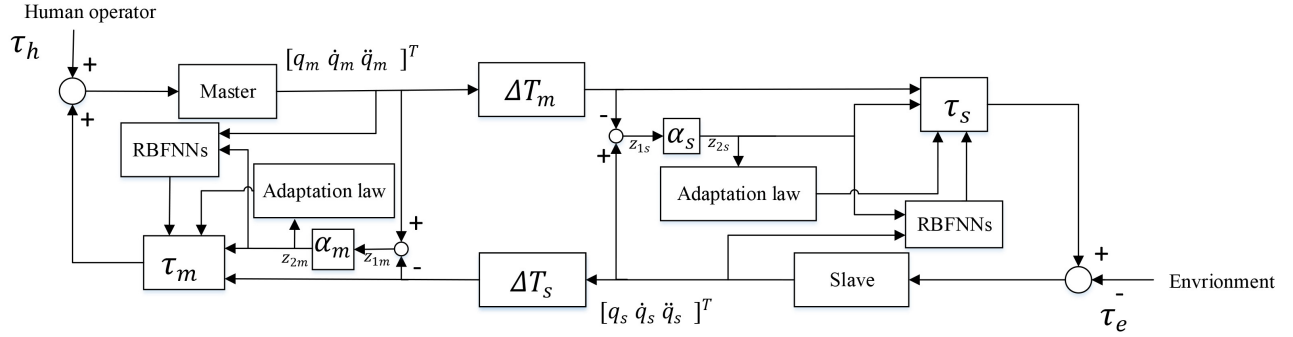 Human operator
τh
+
[qm q̇m q̈m ]ᵀ
Master
ΔTm
τs
+
-
αs
z1s
z2s
RBFNNs
+
Adaptation law
Adaptation law
RBFNNs
+
αm
z2m
z1m
-
τm
+
ΔTs
Slave
Envrionment
-
[qs q̇s q̈s ]ᵀ
τe